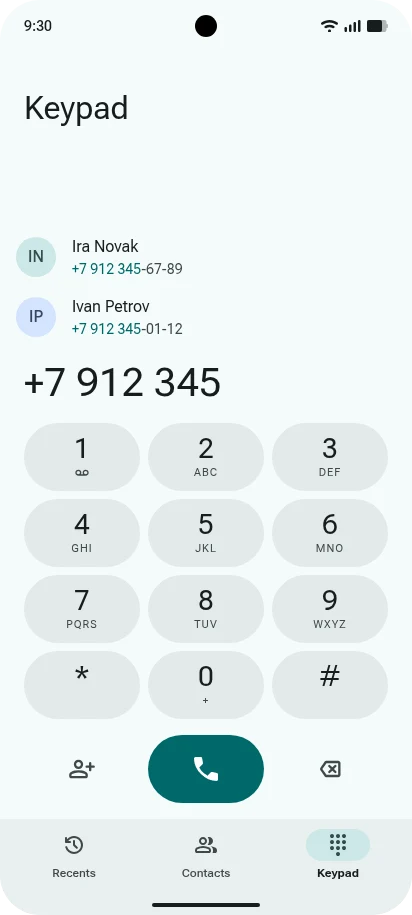 9:30
Keypad
IN
Ira Novak
+7 912 345-67-89
IP
Ivan Petrov
+7 912 345-01-12
+7 912 345
1
2
ABC
3
DEF
4
GHI
5
JKL
6
MNO
7
PQRS
8
TUV
9
WXYZ
*
0
+
#
Recents
Contacts
Keypad